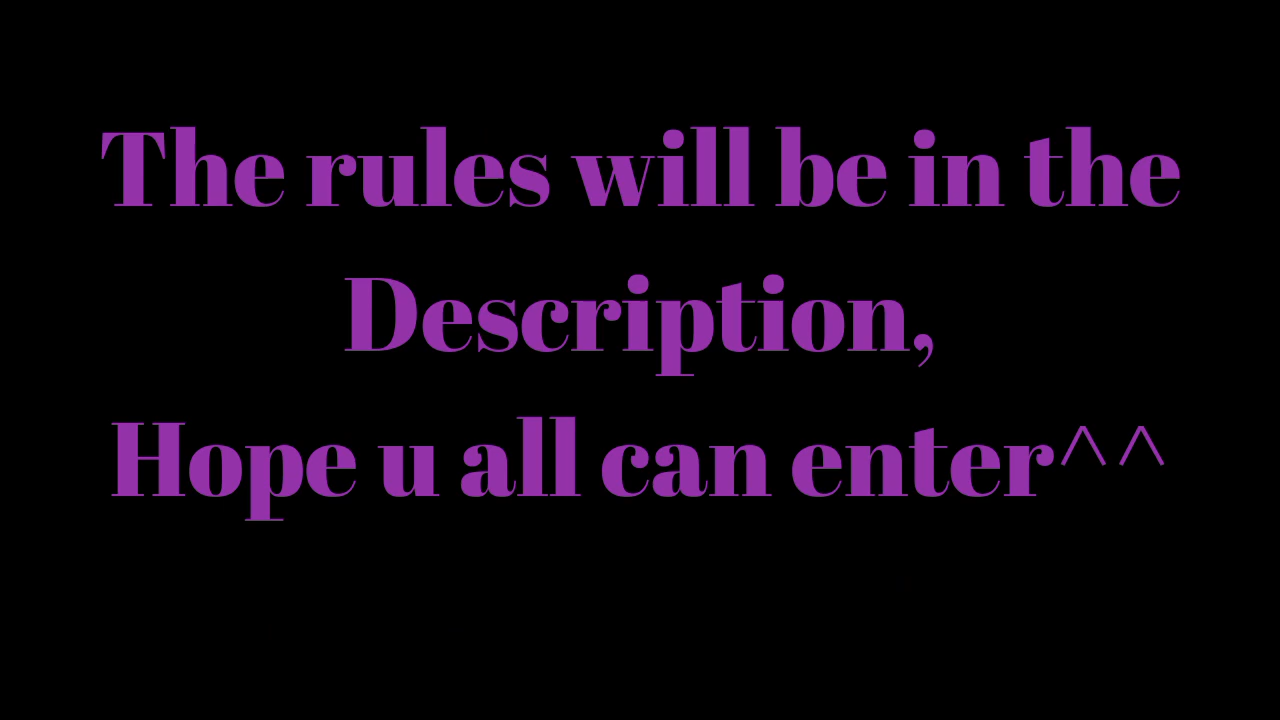 The rules will be in the
Description,
Hope u all can enter^^